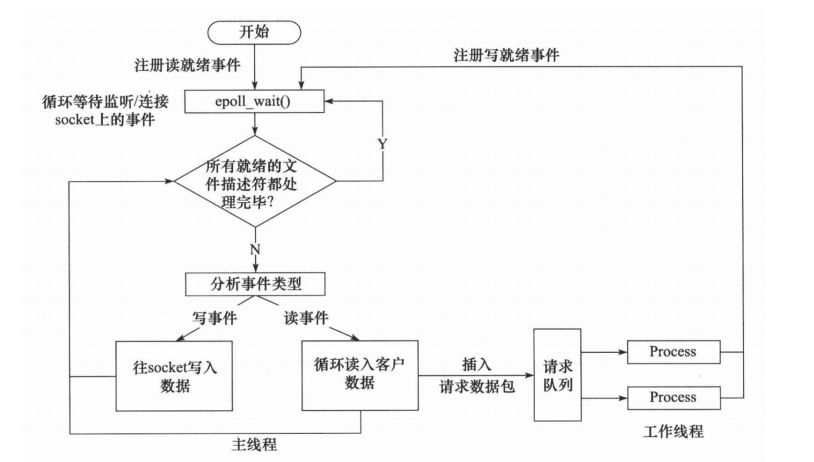 开始
注册读就绪事件
注册写就绪事件
循环等待监听/连接
socket上的事件
epoll_wait()
Y
所有就绪的文
件描述符都处
理完毕?
N
分析事件类型
写事件
读事件
往socket写入
数据
循环读入客户
数据
插入
请求数据包
请求
队列
Process
Process
主线程
工作线程